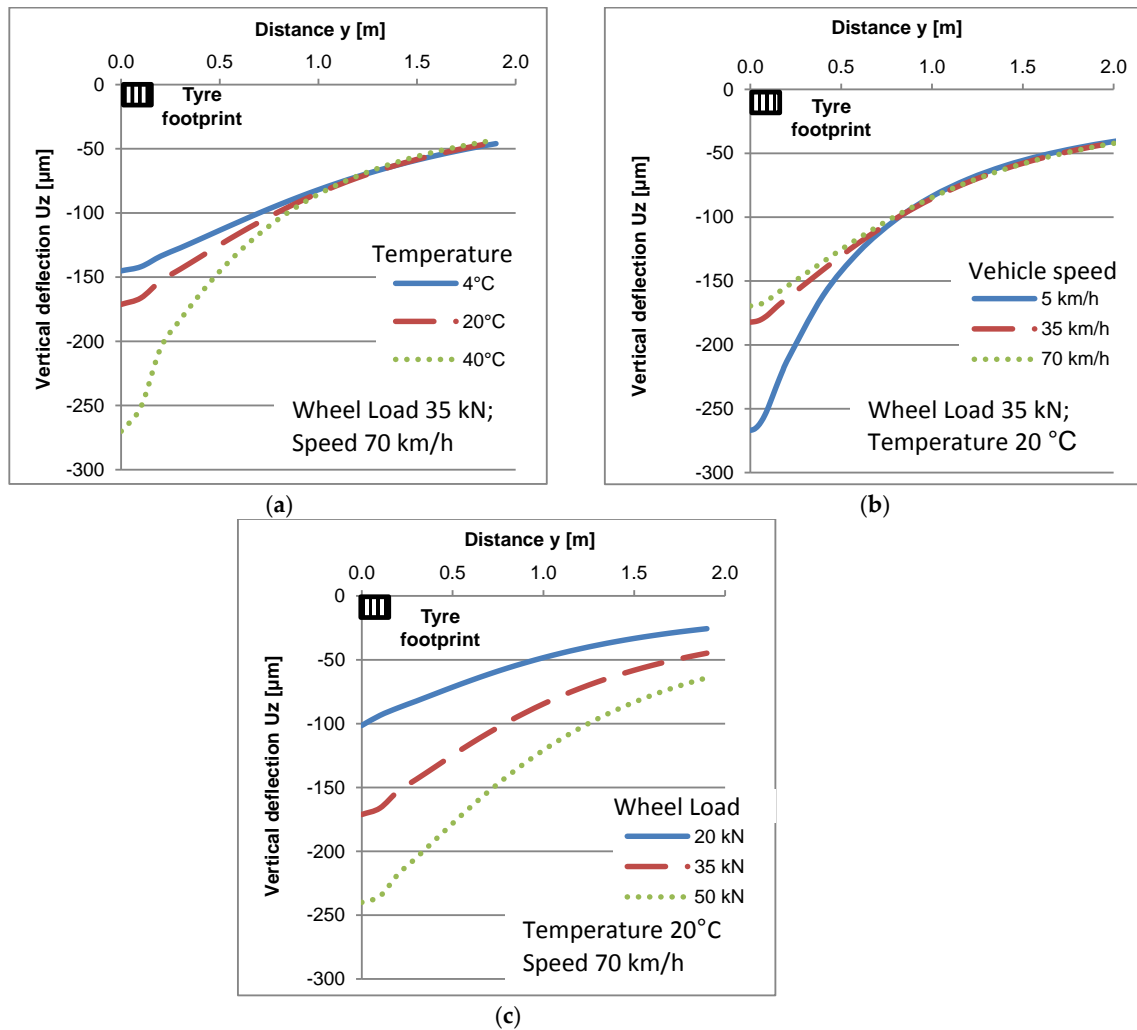 Distance y [m]
0.0 0.5 1.0 1.5 2.0
0
-50
-100
-150
-200
-250
-300
Vertical deflection Uz [µm]
Tyre
footprint
Temperature
4°C
20°C
40°C
Wheel Load 35 kN;
Speed 70 km/h
(a)
Distance y [m]
0.0 0.5 1.0 1.5 2.0
0
-50
-100
-150
-200
-250
-300
Vertical deflection Uz [µm]
Tyre
footprint
Vehicle speed
5 km/h
35 km/h
70 km/h
Wheel Load 35 kN;
Temperature 20 °C
(b)
Distance y [m]
0.0 0.5 1.0 1.5 2.0
0
-50
-100
-150
-200
-250
-300
Vertical deflection Uz [µm]
Tyre
footprint
Wheel Load
20 kN
35 kN
50 kN
Temperature 20°C
Speed 70 km/h
(c)